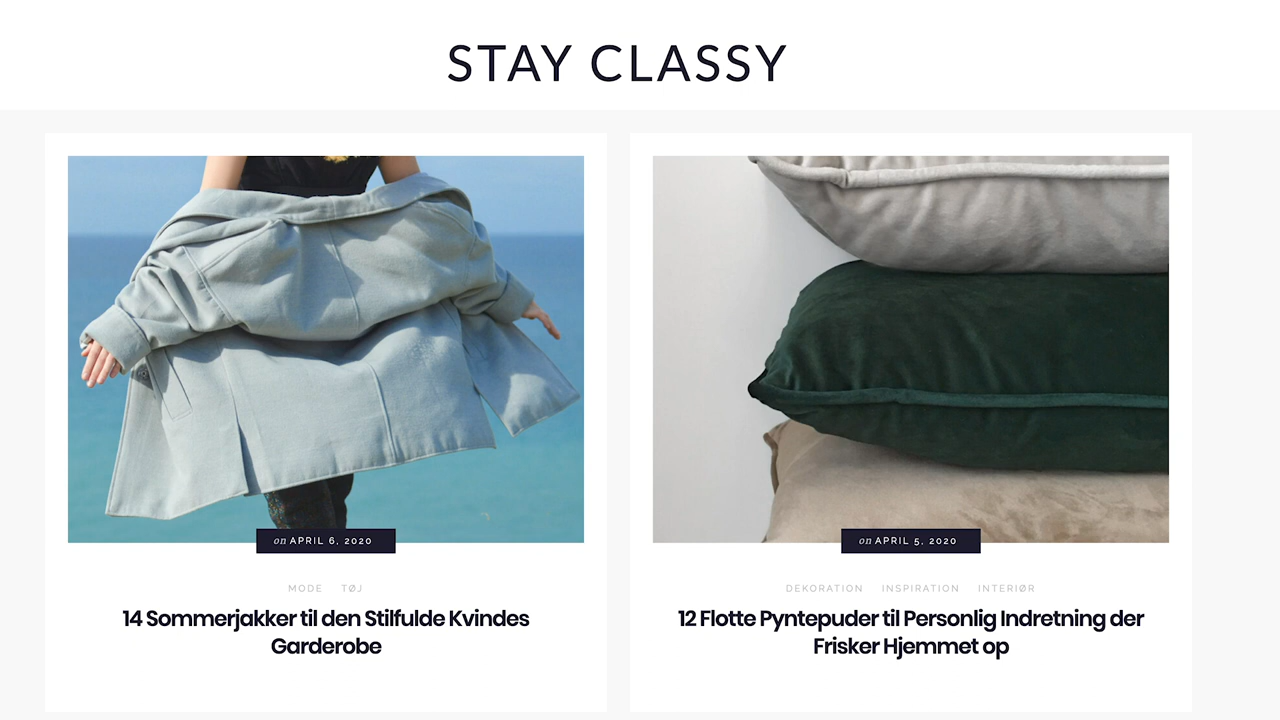 STAY CLASSY
on APRIL 6, 2020
MODE TØJ
14 Sommerjakker til den Stilfulde Kvindes
Garderobe
on APRIL 5, 2020
DEKORATION INSPIRATION INTERIØR
12 Flotte Pyntepuder til Personlig Indretning der
Frisker Hjemmet op